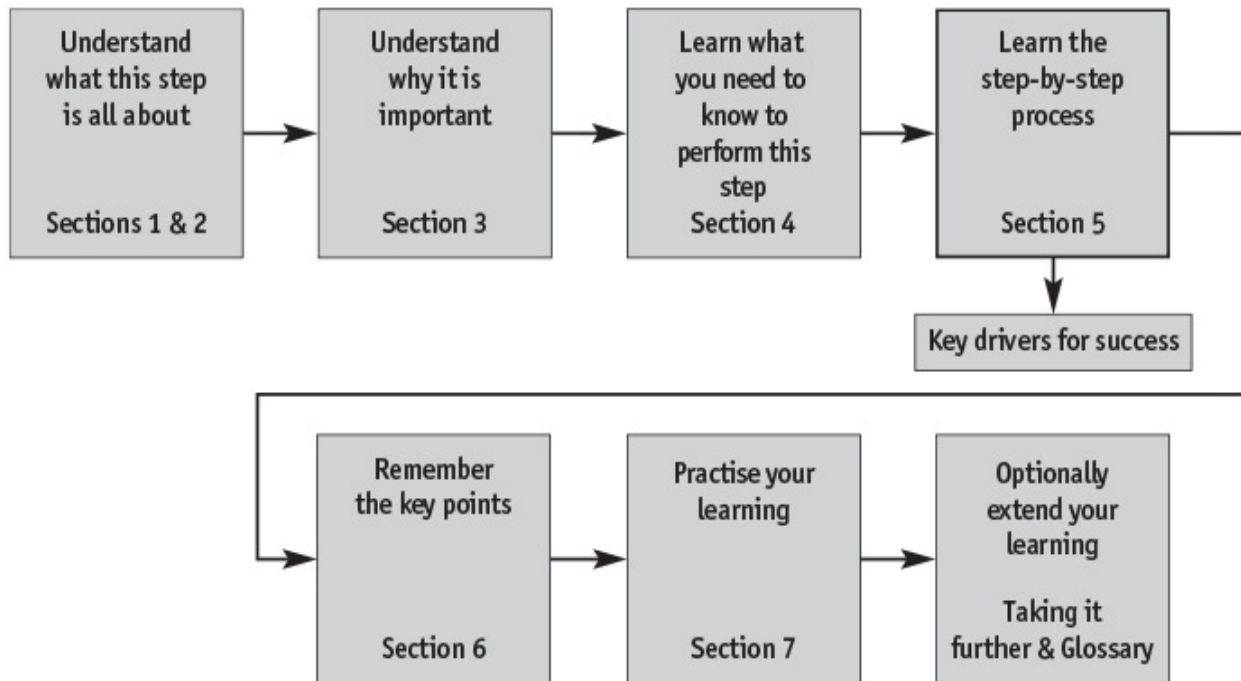 Understand
what this step
is all about
Sections 1 & 2
Understand
why it is
important
Section 3
Learn what
you need to
know to
perform this
step
Section 4
Learn the
step-by-step
process
Section 5
Key drivers for success
Remember
the key points
Section 6
Practise your
learning
Section 7
Optionally
extend your
learning
Taking it
further & Glossary